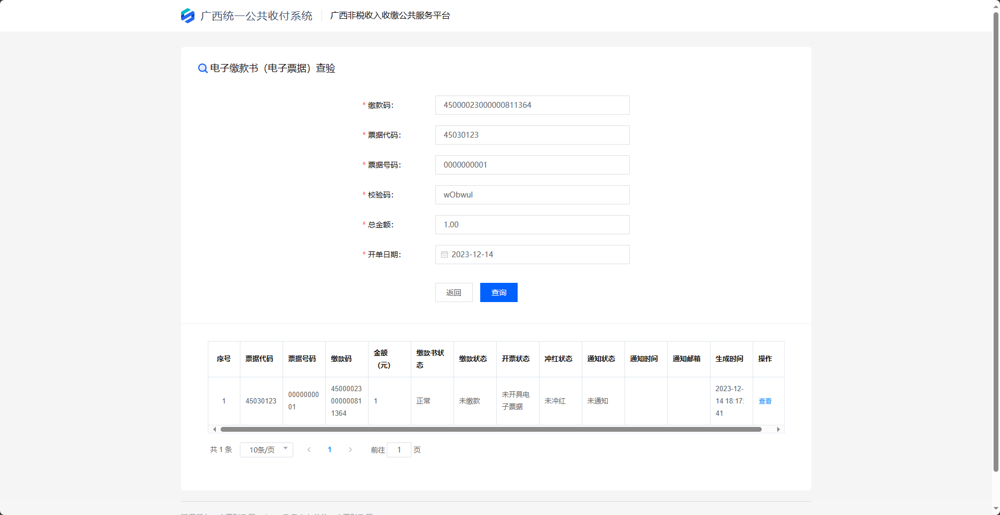 广西统一公共收付系统 广西非税收入收缴公共服务平台
电子缴款书（电子票据）查验
* 缴款码： 45000023000000811364
* 票据代码： 45030123
* 票据号码： 0000000001
* 校验码： wObwul
* 总金额： 1.00
* 开单日期： 2023-12-14
返回 查询
序号 票据代码 票据号码 缴款码 金额（元） 缴款书状态 缴款状态 开票状态 冲红状态 通知状态 通知时间 通知邮箱 生成时间 操作
1 45030123 0000000001 45000023000000811364 1 正常 未缴款 未开具电子票据 未冲红 未通知 2023-12-14 18:17:41 查看
共 1 条 10条/页 1 前往 1 页